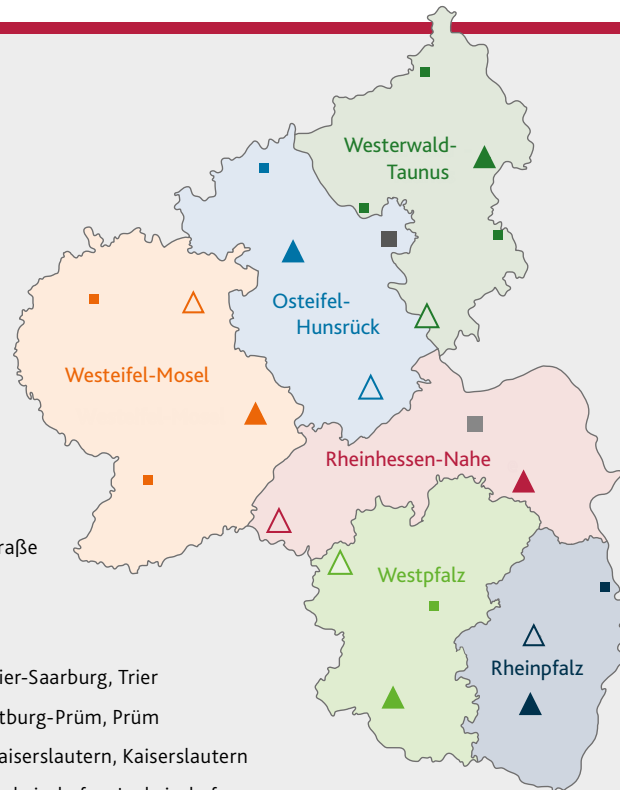 Westerwald-
Taunus
Osteifel-
Hunsrück
Westeifel-Mosel
Rheinhessen-Nahe
Westpfalz
Rheinpfalz
raße
ier-Saarburg, Trier
tburg-Prüm, Prüm
aiserslautern, Kaiserslautern